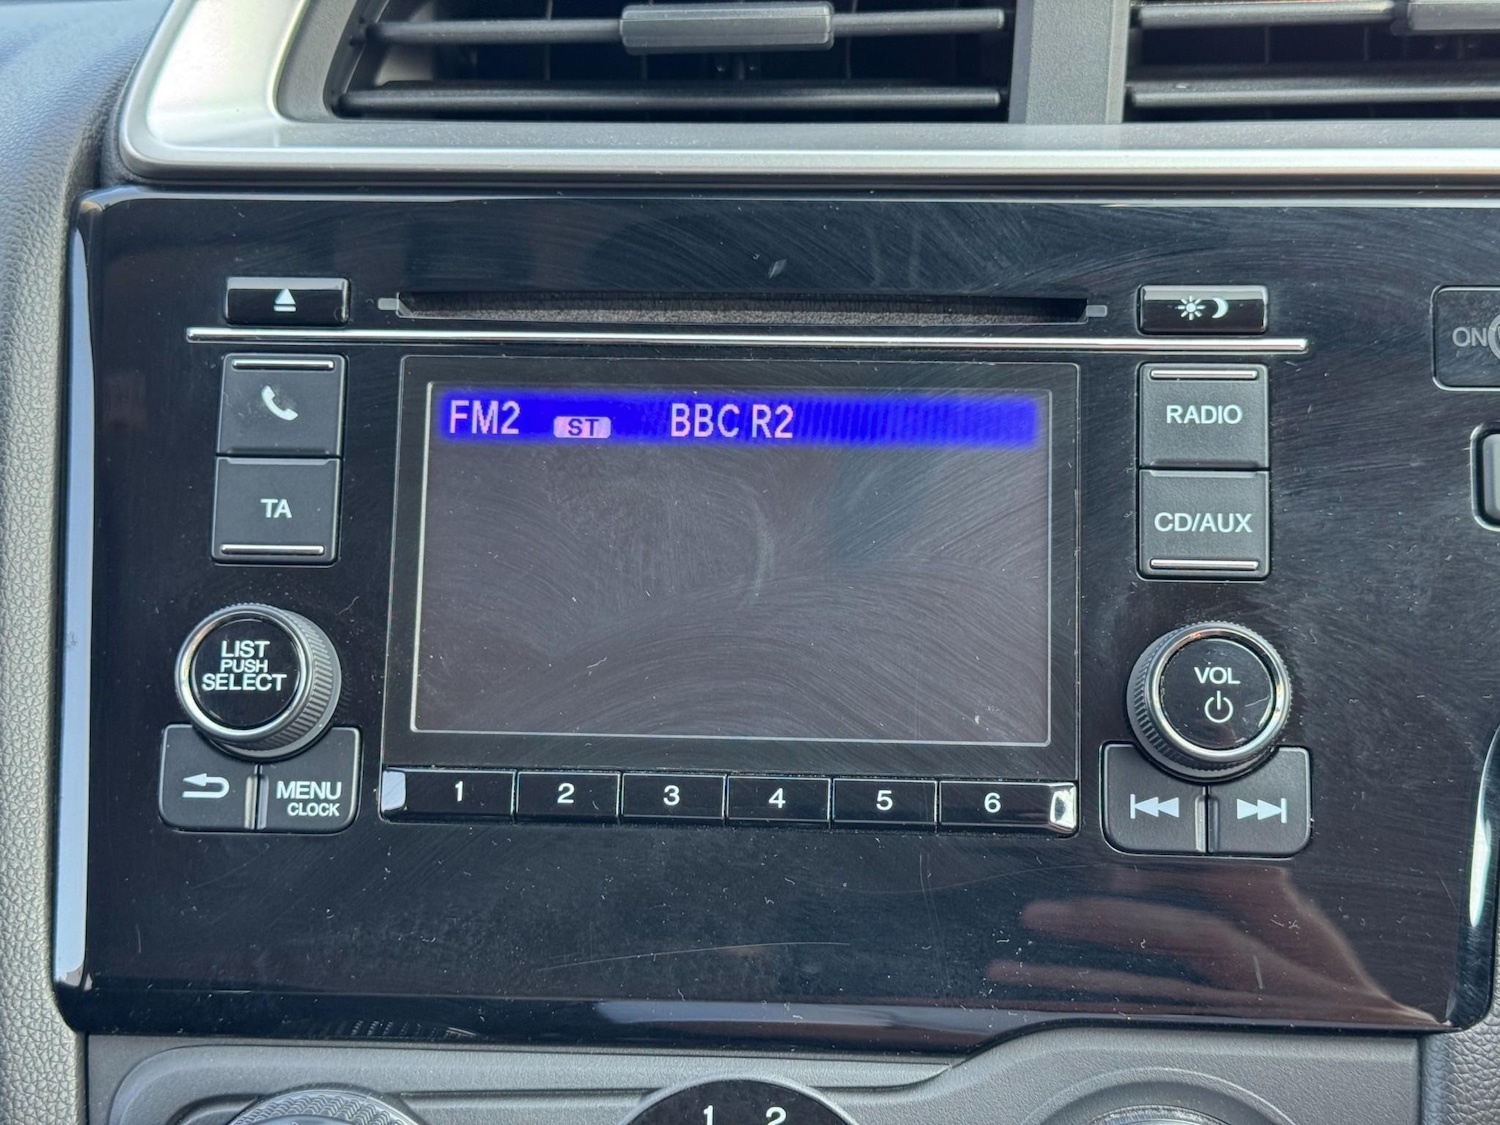 RADIO
FM2 ST BBC R2
TA
CD/AUX
ON
LIST
PUSH
SELECT
VOL
MENU
CLOCK
1 2 3 4 5 6
1 2